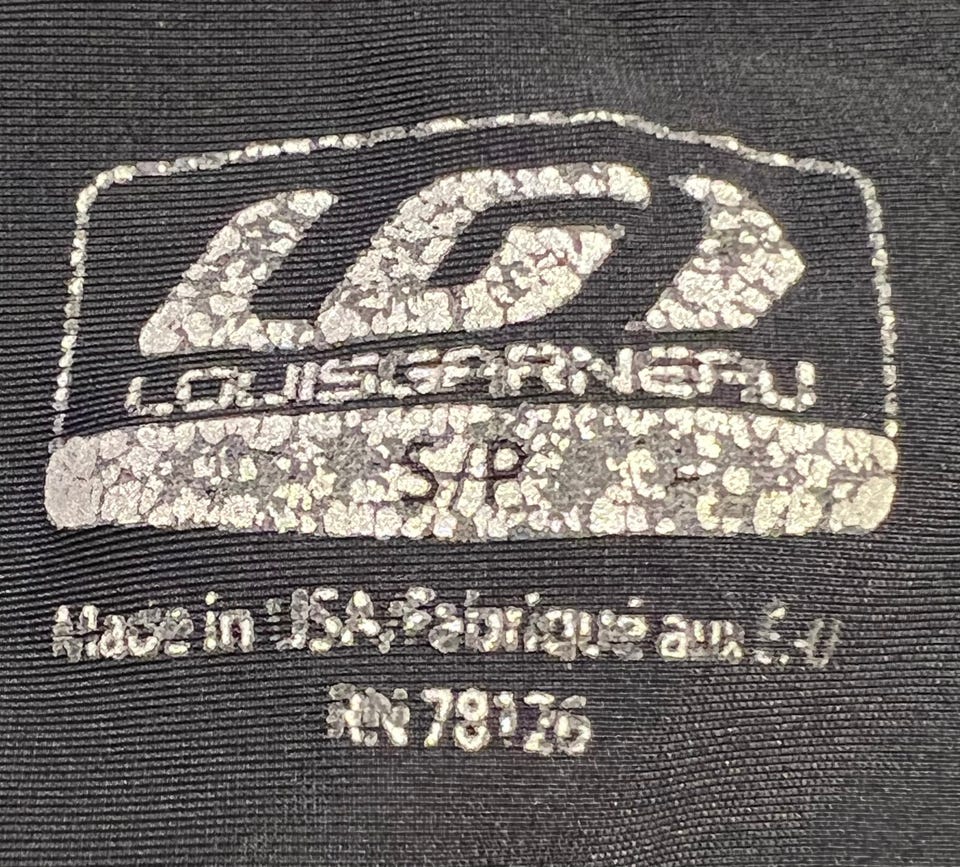 LG
LOUIS GARNEAU
S/P
Made in USA/Fabriqué aux É.U
RN 78126